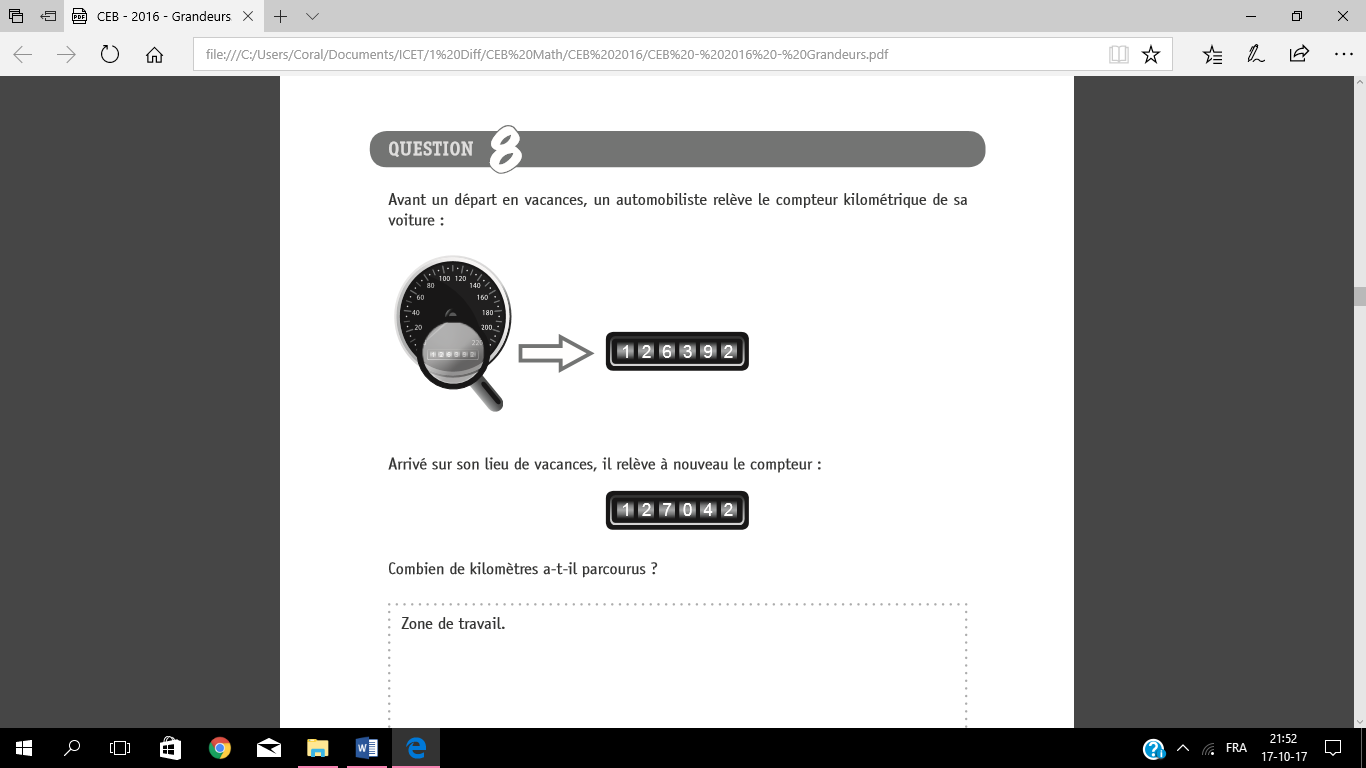 CEB - 2016 - Grandeurs
file:///C:/Users/Coral/Documents/ICET/1%20Diff/CEB%20Math/CEB%202016/CEB%20-%202016%20-%20Grandeurs.pdf
QUESTION 8
Avant un départ en vacances, un automobiliste relève le compteur kilométrique de sa
voiture :
20 40 60 80 100 120 140 160 180 200 220
1 2 6 3 9 2
Arrivé sur son lieu de vacances, il relève à nouveau le compteur :
1 2 7 0 4 2
Combien de kilomètres a-t-il parcourus ?
Zone de travail.
FRA
21:52
17-10-17